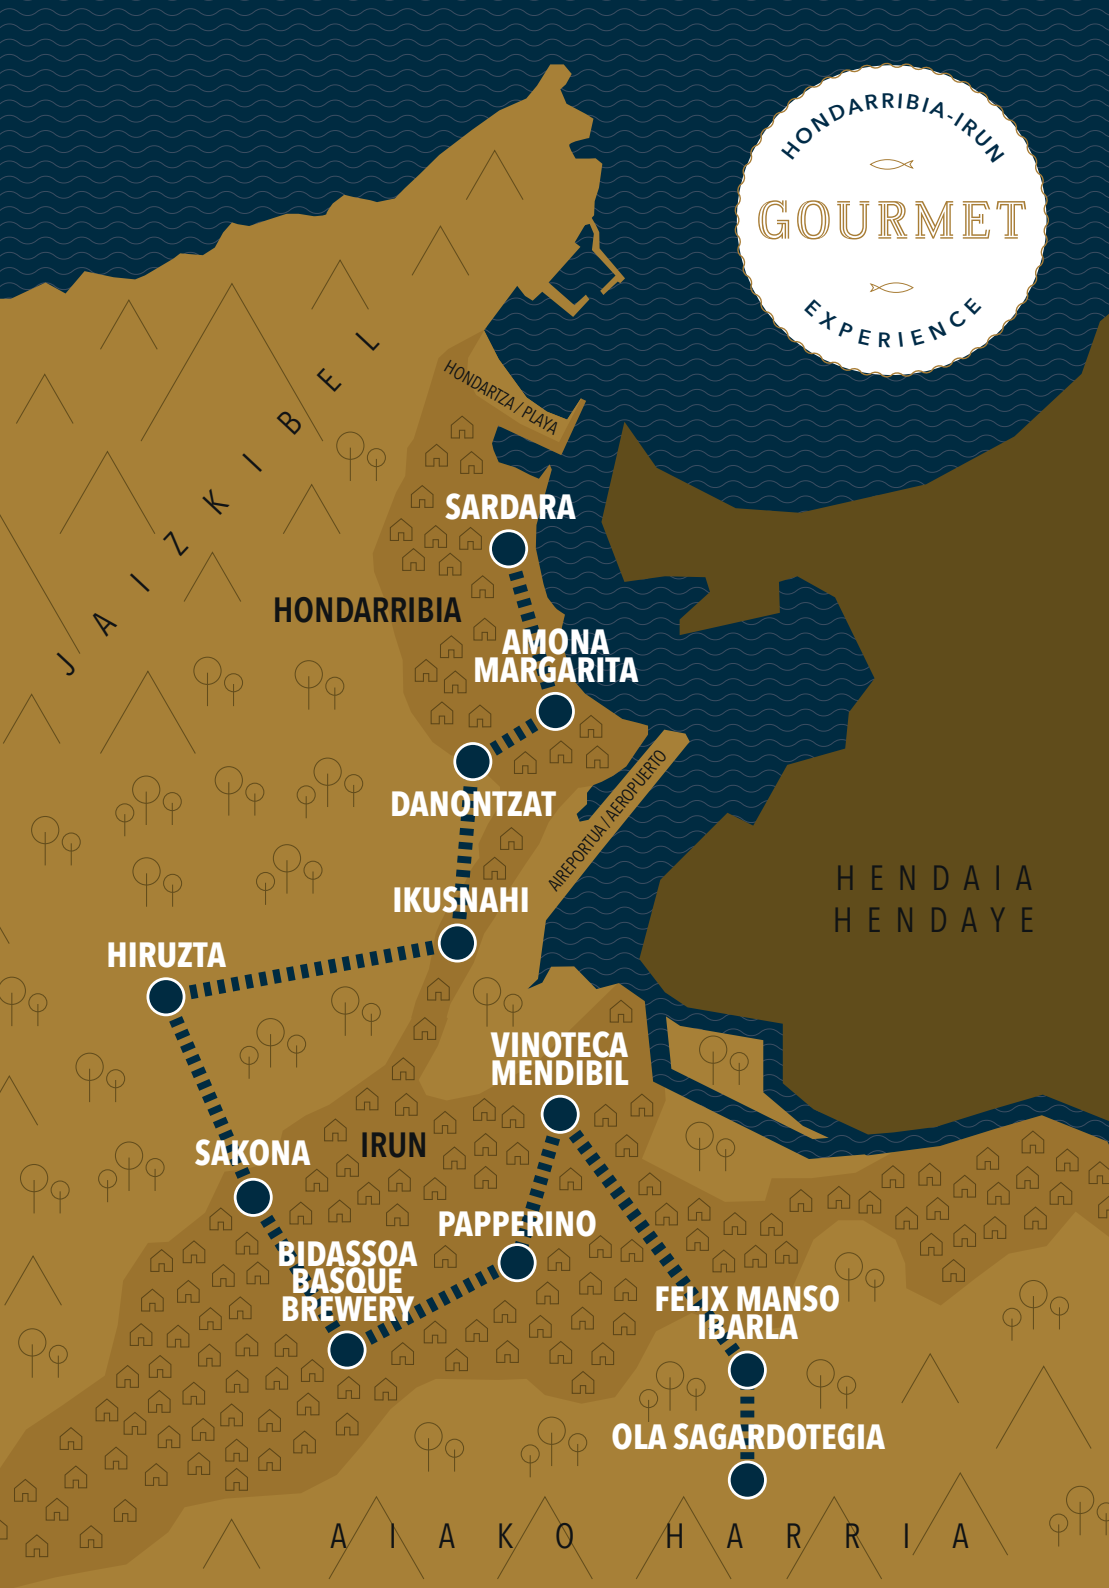 HONDARRIBIA-IRUN
GOURMET
EXPERIENCE
JAIZKIBEL
HONDARTZA / PLAYA
SARDARA
HONDARRIBIA
AMONA
MARGARITA
DANONTZAT
AIREPORTUA / AEROPUERTO
IKUSNAHI
HENDAIA
HENDAYE
HIRUZTA
VINOTECA
MENDIBIL
IRUN
SAKONA
PAPPERINO
BIDASSOA
BASQUE
BREWERY
FELIX MANSO
IBARLA
OLA SAGARDOTEGIA
AIAKO HARRIA